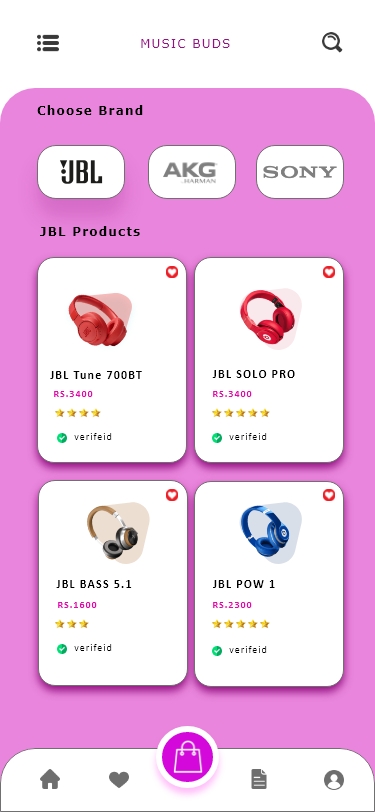 MUSIC BUDS
Choose Brand
JBL
AKG
by HARMAN
SONY
JBL Products
JBL Tune 700BT
RS.3400
verifeid
JBL SOLO PRO
RS.3400
verifeid
JBL BASS 5.1
RS.1600
verifeid
JBL POW 1
RS.2300
verifeid